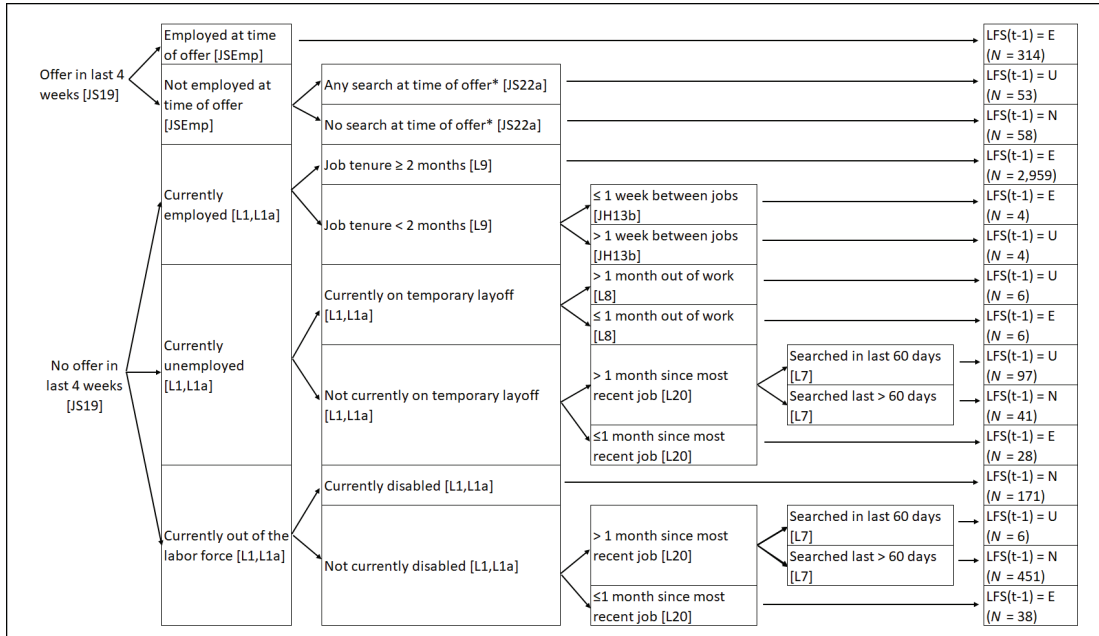 Offer in last 4
weeks [JS19]
Employed at time
of offer [JSEmp]
LFS(t-1) = E
(N = 314)
Not employed at
time of offer
[JSEmp]
Any search at time of offer* [JS22a]
LFS(t-1) = U
(N = 53)
No search at time of offer* [JS22a]
LFS(t-1) = N
(N = 58)
No offer in
last 4 weeks
[JS19]
Currently
employed [L1,L1a]
Job tenure ≥ 2 months [L9]
LFS(t-1) = E
(N = 2,959)
Job tenure < 2 months [L9]
≤ 1 week between jobs
[JH13b]
LFS(t-1) = E
(N = 4)
> 1 week between jobs
[JH13b]
LFS(t-1) = U
(N = 4)
Currently
unemployed
[L1,L1a]
Currently on temporary layoff
[L1,L1a]
> 1 month out of work
[L8]
LFS(t-1) = U
(N = 6)
≤ 1 month out of work
[L8]
LFS(t-1) = E
(N = 6)
Not currently on temporary layoff
[L1,L1a]
> 1 month since most
recent job [L20]
Searched in last 60 days
[L7]
LFS(t-1) = U
(N = 97)
Searched last > 60 days
[L7]
LFS(t-1) = N
(N = 41)
≤1 month since most
recent job [L20]
LFS(t-1) = E
(N = 28)
Currently out of the
labor force [L1,L1a]
Currently disabled [L1,L1a]
LFS(t-1) = N
(N = 171)
Not currently disabled [L1,L1a]
> 1 month since most
recent job [L20]
Searched in last 60 days
[L7]
LFS(t-1) = U
(N = 6)
Searched last > 60 days
[L7]
LFS(t-1) = N
(N = 451)
≤1 month since most
recent job [L20]
LFS(t-1) = E
(N = 38)